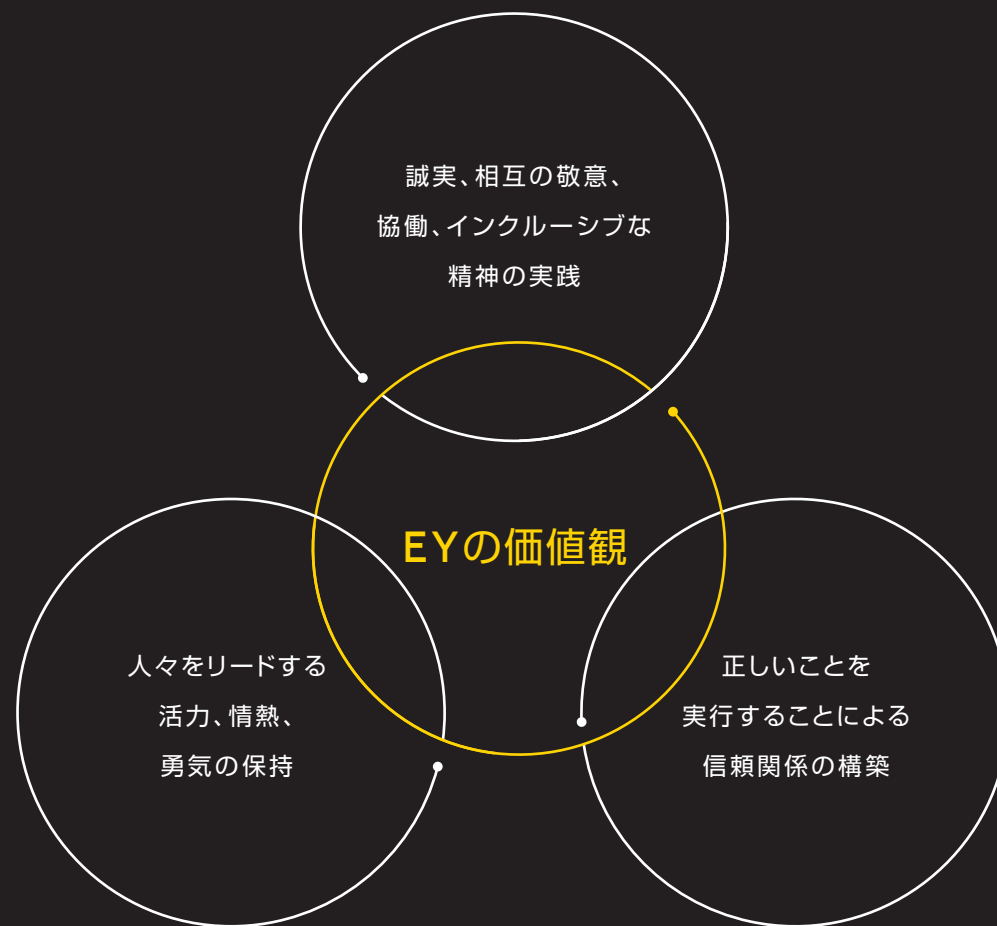 誠実、相互の敬意、
協働、インクルーシブな
精神の実践
EYの価値観
人々をリードする
活力、情熱、
勇気の保持
正しいことを
実行することによる
信頼関係の構築